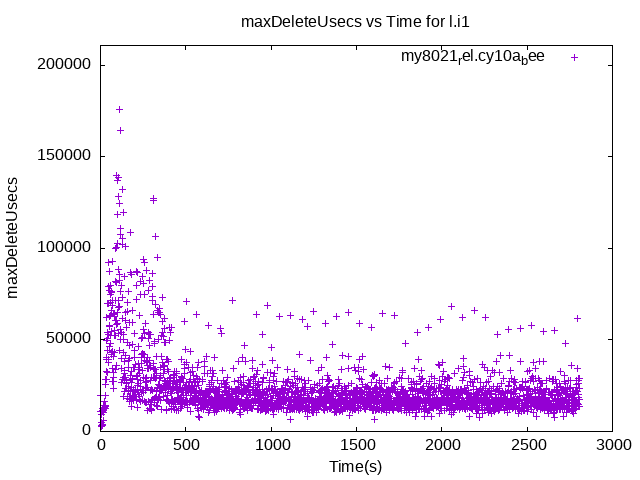 maxDeleteUsecs vs Time for l.i1
my8021rel.cy10abee
200000
150000
100000
50000
0
maxDeleteUsecs
0 500 1000 1500 2000 2500 3000
Time(s)